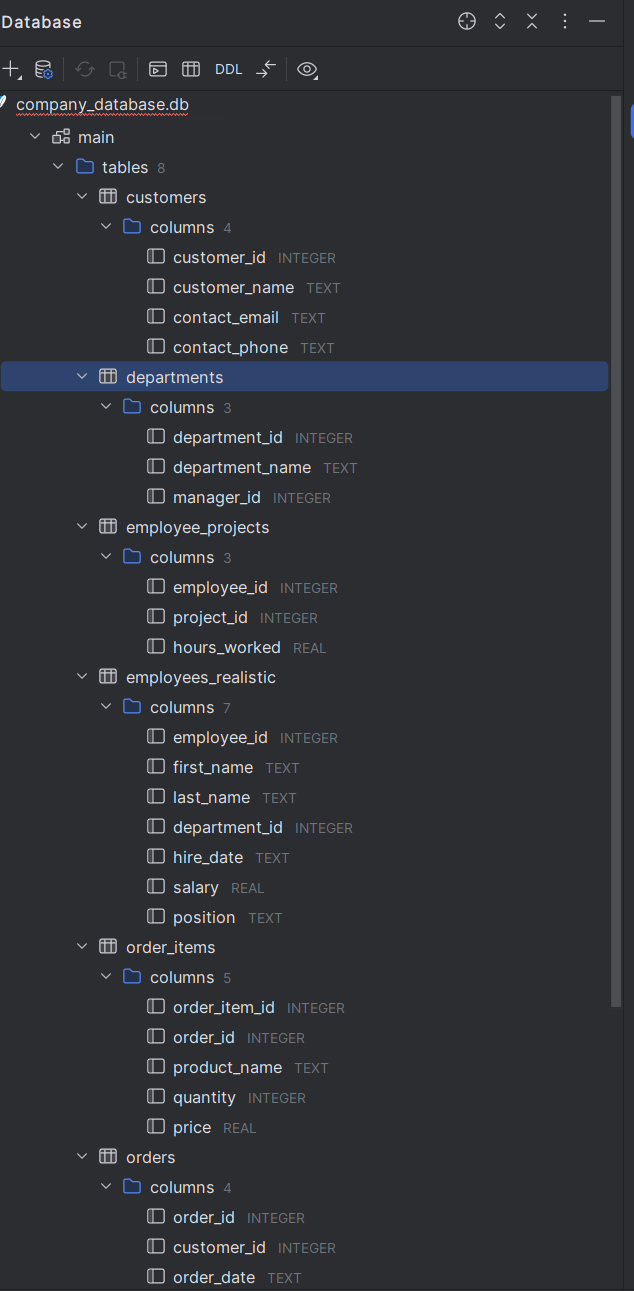 Database
DDL
company_database.db
main
tables 8
customers
columns 4
customer_id INTEGER
customer_name TEXT
contact_email TEXT
contact_phone TEXT
departments
columns 3
department_id INTEGER
department_name TEXT
manager_id INTEGER
employee_projects
columns 3
employee_id INTEGER
project_id INTEGER
hours_worked REAL
employees_realistic
columns 7
employee_id INTEGER
first_name TEXT
last_name TEXT
department_id INTEGER
hire_date TEXT
salary REAL
position TEXT
order_items
columns 5
order_item_id INTEGER
order_id INTEGER
product_name TEXT
quantity INTEGER
price REAL
orders
columns 4
order_id INTEGER
customer_id INTEGER
order_date TEXT